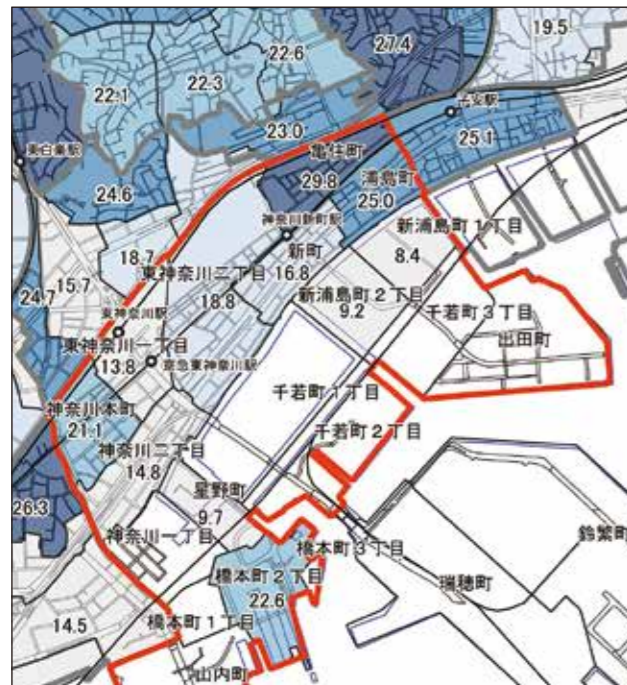 19.5
22.6
27.4
22.1
22.3
子安駅
23.0
25.1
東白楽駅
亀住町
24.6
29.8
浦島町
25.0
神奈川新町駅
新浦島町1丁目
新町
18.7
8.4
東神奈川二丁目
16.8
15.7
新浦島町2丁目
24.7
18.8
9.2
千若町3丁目
東神奈川駅
出田町
東神奈川一丁目
京急東神奈川駅
13.8
千若町1丁目
神奈川本町
21.1
千若町2丁目
神奈川二丁目
14.8
星野町
26.3
9.7
神奈川一丁目
橋本町3丁目
鈴繁町
橋本町2丁目
瑞穂町
22.6
14.5
橋本町1丁目
山内町